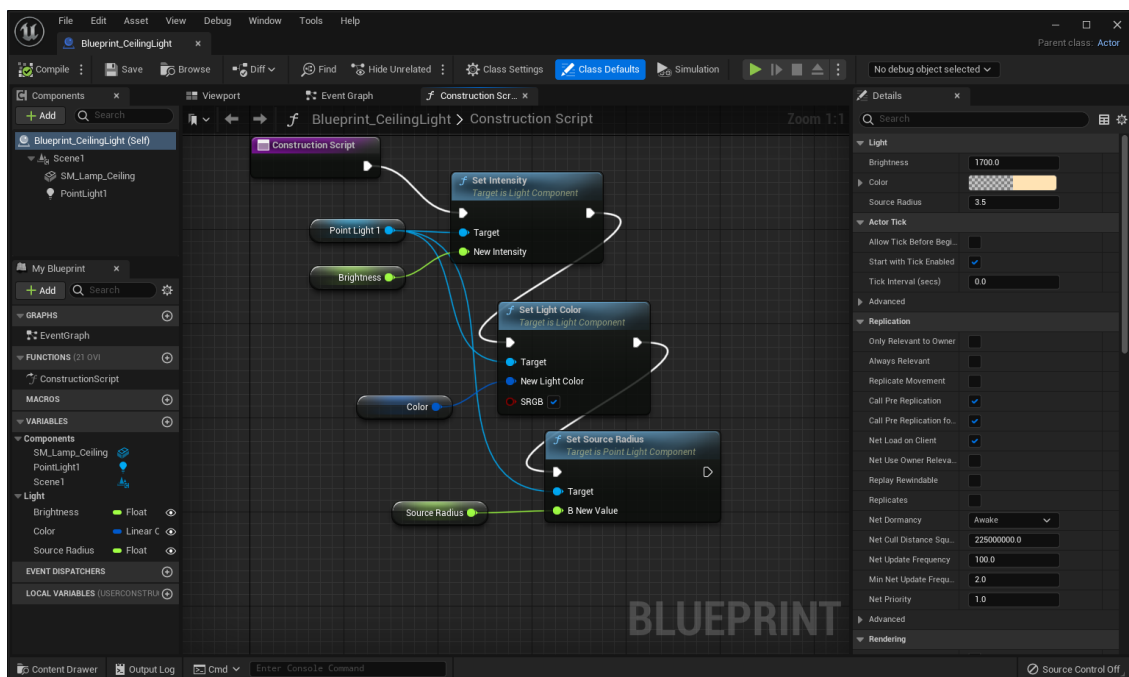 File Edit Asset View Debug Window Tools Help
Blueprint_CeilingLight
Parent class: Actor
Compile Save Browse Diff Find Hide Unrelated Class Settings Class Defaults Simulation No debug object selected
Components
Add Search
Blueprint_CeilingLight (Self)
Scene1
SM_Lamp_Ceiling
PointLight1
My Blueprint
Add Search
GRAPHS
EventGraph
FUNCTIONS (21 OVI
ConstructionScript
MACROS
VARIABLES
Components
SM_Lamp_Ceiling
PointLight1
Scene1
Light
Brightness Float
Color Linear C
Source Radius Float
EVENT DISPATCHERS
LOCAL VARIABLES (USERCONSTRU
Viewport Event Graph f Construction Scr...
f Blueprint_CeilingLight > Construction Script Zoom 1:1
Construction Script
f Set Intensity
Target is Light Component
Point Light 1
Target
New Intensity
Brightness
f Set Light Color
Target is Light Component
Target
New Light Color
SRGB
Color
f Set Source Radius
Target is Point Light Component
Target
B New Value
Source Radius
BLUEPRINT
Details
Search
Light
Brightness 1700.0
Color
Source Radius 3.5
Actor Tick
Allow Tick Before Begi...
Start with Tick Enabled
Tick Interval (secs) 0.0
Advanced
Replication
Only Relevant to Owner
Always Relevant
Replicate Movement
Call Pre Replication
Call Pre Replication fo...
Net Load on Client
Net Use Owner Releva...
Replay Rewindable
Replicates
Net Dormancy Awake
Net Cull Distance Squ... 225000000.0
Net Update Frequency 100.0
Min Net Update Frequ... 2.0
Net Priority 1.0
Advanced
Rendering
Content Drawer Output Log Cmd Enter Console Command Source Control Off